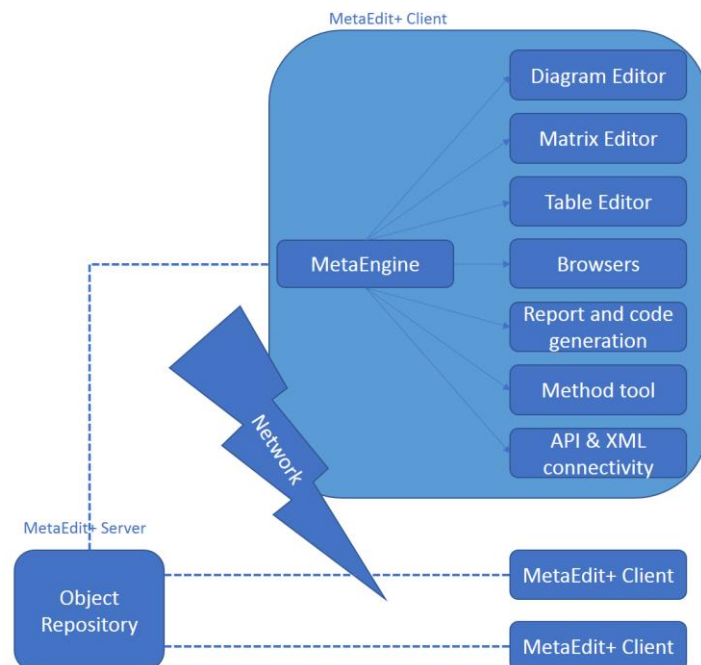 MetaEdit+ Client
Diagram Editor
Matrix Editor
Table Editor
MetaEngine
Browsers
Report and code
generation
Method tool
API & XML
connectivity
Network
MetaEdit+ Server
Object
Repository
MetaEdit+ Client
MetaEdit+ Client